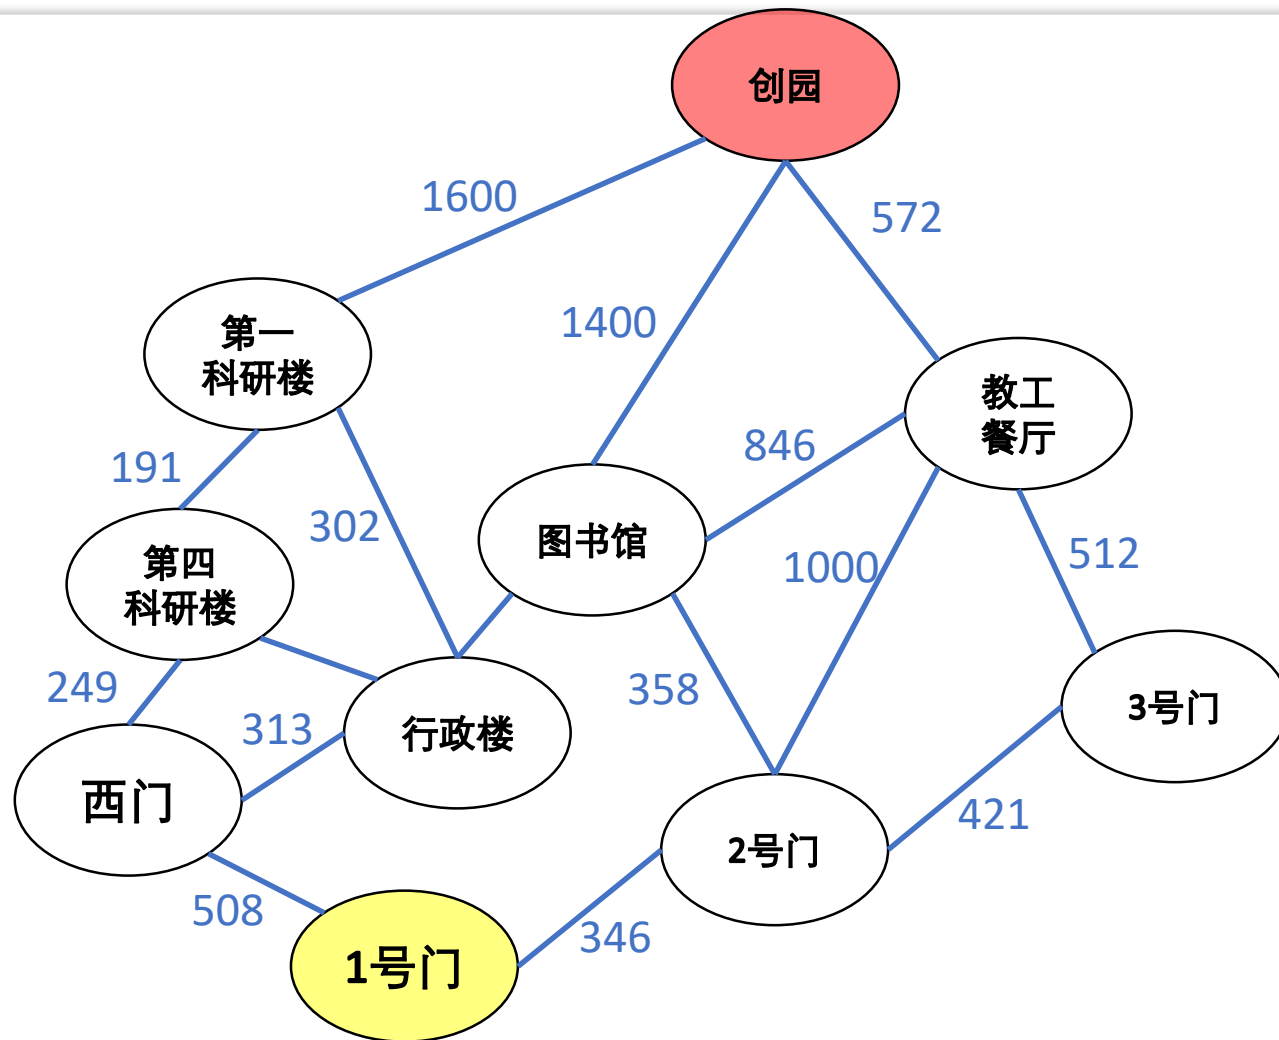 创园
1600
572
1400
第一
科研楼
教工
餐厅
846
191
302
图书馆
1000
512
第四
科研楼
249
313
行政楼
358
3号门
西门
2号门
421
508
346
1号门